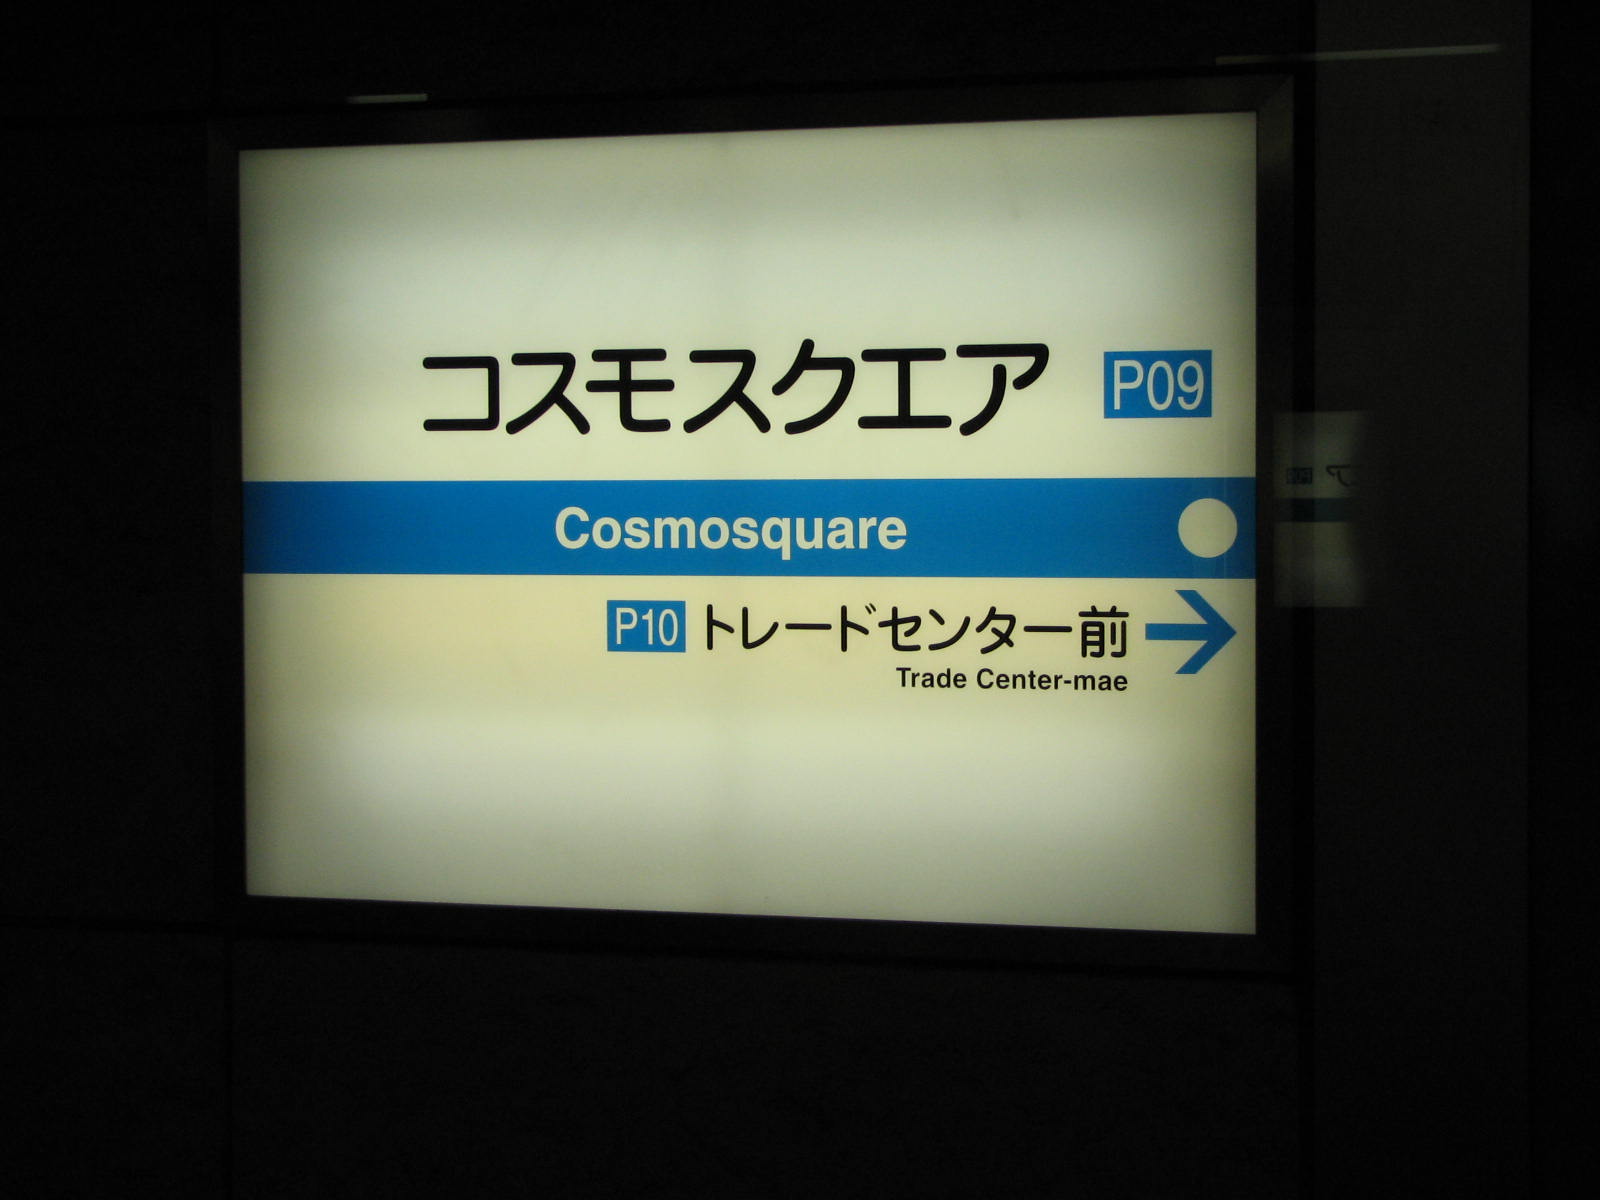 コスモスクエア P09
Cosmosquare
P10 トレードセンター前
Trade Center-mae